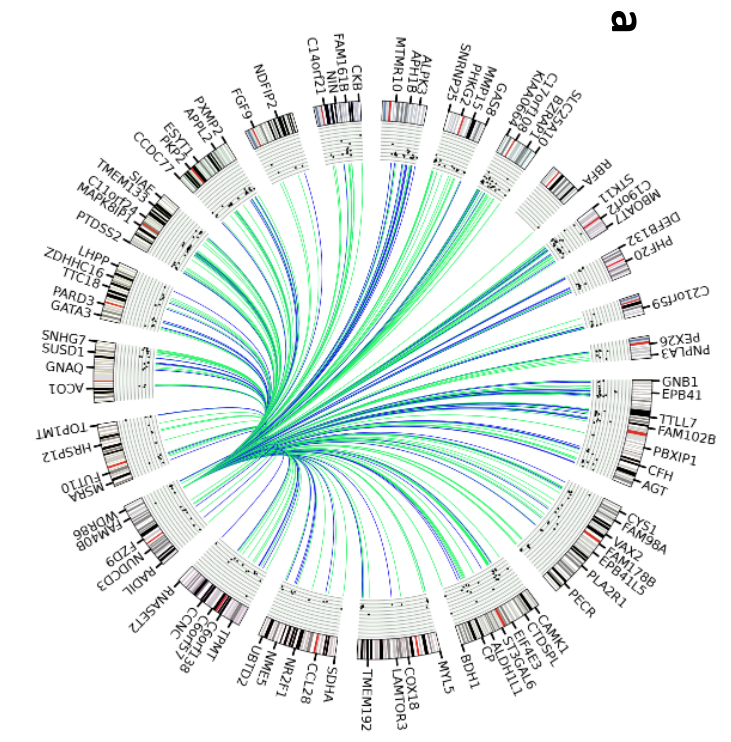 a
GNB1
EPB41
TTLL7
FAM102B
PBXIP1
CFH
AGT
CYS1
FAM98A
VAX2
FAM178B
EPB41L5
PLA2R1
PECR
CAMK1
CTDSPL
EIF4E3
ST3GAL6
ALDH1L1
CP
BDH1
MYL5
COX18
LAMTOR3
TMEM192
SDHA
CCL28
NR2F1
NME5
UBTD2
TPMT
C6orf138
C6orf57
CCNC
RNASET2
RADIL
NUDCD3
FZD9
FAM40B
WDR86
MSRA
FUT10
HRSP12
TOP1MT
ACO1
GNAQ
SUSD1
SNHG7
GATA3
PARD3
TTC18
ZDHHC16
LHPP
PTDSS2
MAPK8IP1
C11orf24
TMEM133
SIAE
CCDC77
PKP2
ESYT1
APPL2
PXMP2
FGF9
NDFIP2
C14orf21
NIN
FAM161B
CKB
MTMR10
APH1B
ALPK3
SNRNP25
PHKG2
MMP15
GAS8
KIAA0664
C17orf108
BZRAP1
SLC25A10
RBFA
STK11
C19orf2
MBOAT7
DEFB132
PHF20
C21orf59
PEX26
PNPLA3